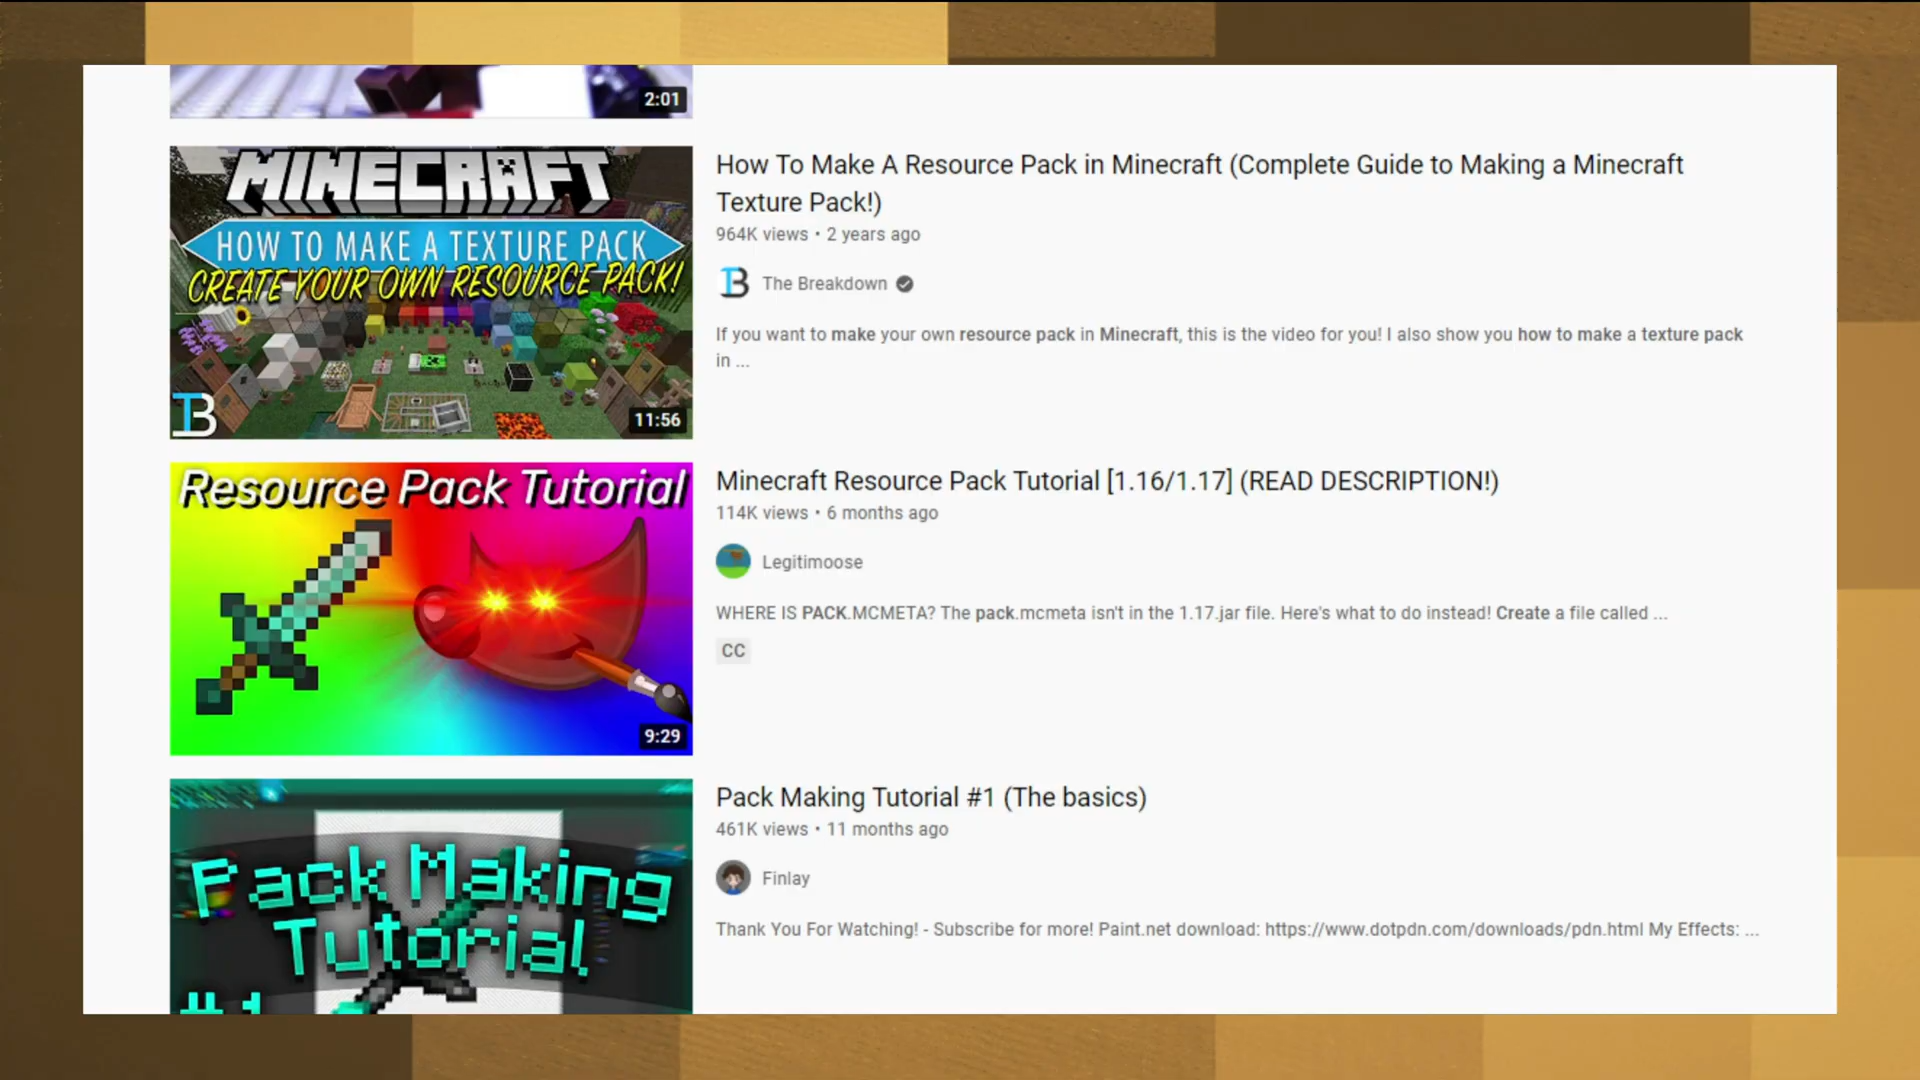 2:01
MINECRAFT
HOW TO MAKE A TEXTURE PACK
CREATE YOUR OWN RESOURCE PACK!
TB
11:56
How To Make A Resource Pack in Minecraft (Complete Guide to Making a Minecraft
Texture Pack!)
964K views • 2 years ago
TB
The Breakdown
If you want to make your own resource pack in Minecraft, this is the video for you! I also show you how to make a texture pack
in ...
Resource Pack Tutorial
9:29
Minecraft Resource Pack Tutorial [1.16/1.17] (READ DESCRIPTION!)
114K views • 6 months ago
Legitimoose
WHERE IS PACK.MCMETA? The pack.mcmeta isn't in the 1.17.jar file. Here's what to do instead! Create a file called ...
CC
Pack Making
Tutorial
#1
Pack Making Tutorial #1 (The basics)
461K views • 11 months ago
Finlay
Thank You For Watching! - Subscribe for more! Paint.net download: https://www.dotpdn.com/downloads/pdn.html My Effects: ...